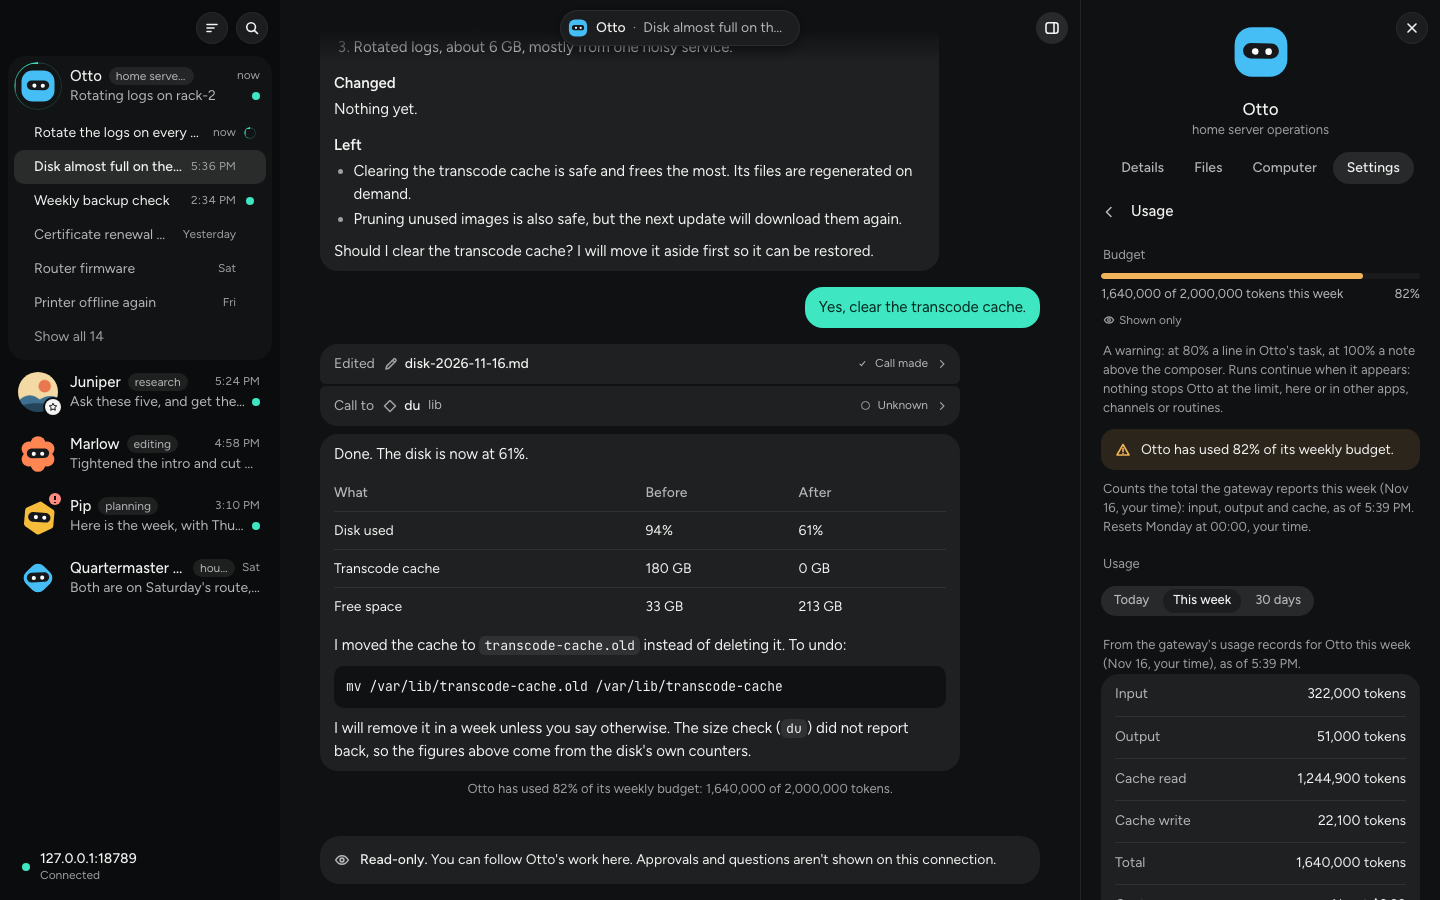 Otto
home serve...
now
Rotating logs on rack-2
Rotate the logs on every ...
now
Disk almost full on the...
5:36 PM
Weekly backup check
2:34 PM
Certificate renewal ...
Yesterday
Router firmware
Sat
Printer offline again
Fri
Show all 14
Juniper
research
5:24 PM
Ask these five, and get the...
Marlow
editing
4:58 PM
Tightened the intro and cut ...
Pip
planning
3:10 PM
Here is the week, with Thu...
Quartermaster ...
hou...
Sat
Both are on Saturday's route,...
127.0.0.1:18789
Connected
Otto · Disk almost full on th...
3. Rotated logs, about 6 GB, mostly from one noisy service.
Changed
Nothing yet.
Left
• Clearing the transcode cache is safe and frees the most. Its files are regenerated on
demand.
• Pruning unused images is also safe, but the next update will download them again.
Should I clear the transcode cache? I will move it aside first so it can be restored.
Yes, clear the transcode cache.
Edited disk-2026-11-16.md
Call made
Call to du lib
Unknown
Done. The disk is now at 61%.
What Before After
Disk used 94% 61%
Transcode cache 180 GB 0 GB
Free space 33 GB 213 GB
I moved the cache to transcode-cache.old instead of deleting it. To undo:
mv /var/lib/transcode-cache.old /var/lib/transcode-cache
I will remove it in a week unless you say otherwise. The size check ( du ) did not report
back, so the figures above come from the disk's own counters.
Otto has used 82% of its weekly budget: 1,640,000 of 2,000,000 tokens.
Read-only. You can follow Otto's work here. Approvals and questions aren't shown on this connection.
Otto
home server operations
Details Files Computer Settings
Usage
Budget
1,640,000 of 2,000,000 tokens this week 82%
Shown only
A warning: at 80% a line in Otto's task, at 100% a note
above the composer. Runs continue when it appears:
nothing stops Otto at the limit, here or in other apps,
channels or routines.
Otto has used 82% of its weekly budget.
Counts the total the gateway reports this week (Nov
16, your time): input, output and cache, as of 5:39 PM.
Resets Monday at 00:00, your time.
Usage
Today This week 30 days
From the gateway's usage records for Otto this week
(Nov 16, your time), as of 5:39 PM.
Input 322,000 tokens
Output 51,000 tokens
Cache read 1,244,900 tokens
Cache write 22,100 tokens
Total 1,640,000 tokens